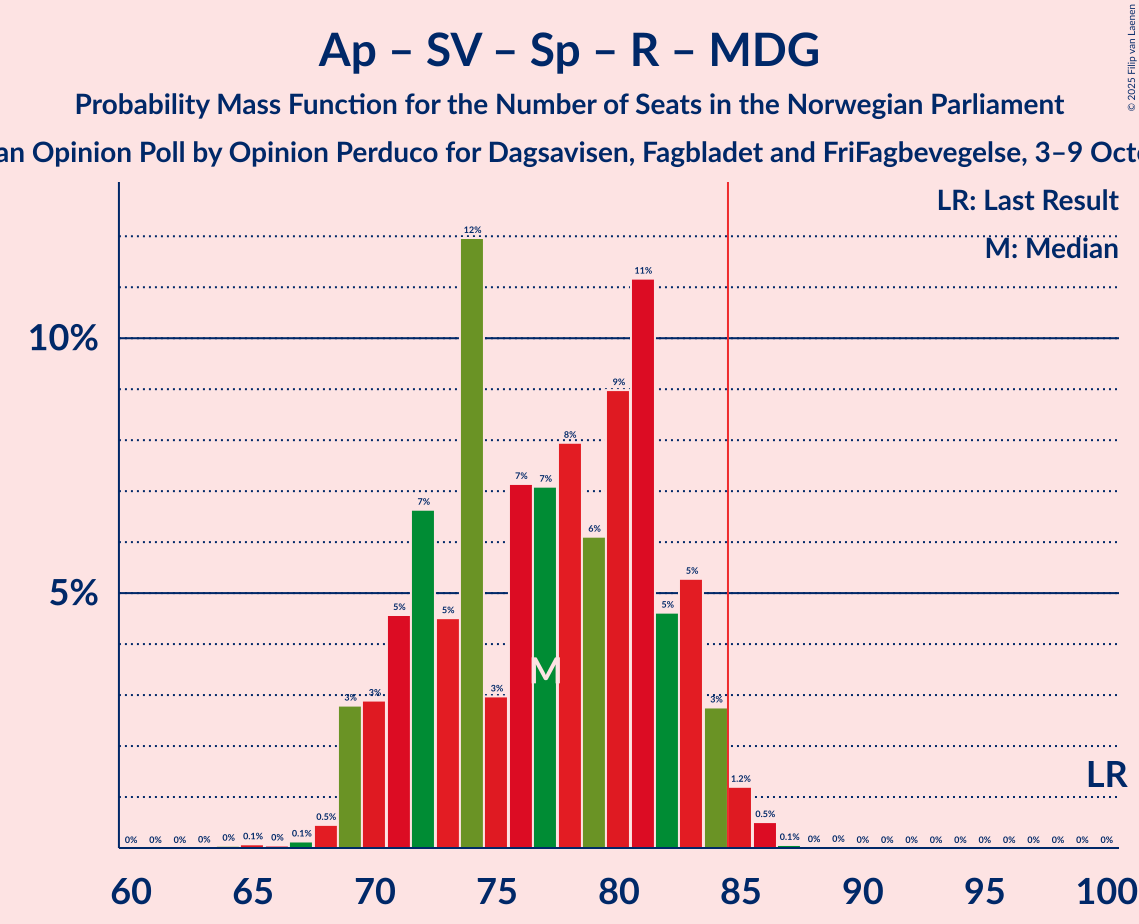 Ap – SV – Sp – R – MDG
Probability Mass Function for the Number of Seats in the Norwegian Parliament
an Opinion Poll by Opinion Perduco for Dagsavisen, Fagbladet and FriFagbevegelse, 3–9 Octo
© 2025 Filip van Laenen
LR: Last Result
M: Median
10%
5%
0% 0% 0% 0% 0% 0.1% 0% 0.1% 0.5% 3% 3% 5% 7% 5% 12% 3% 7% 7% 8% 6% 9% 11% 5% 5% 3% 1.2% 0.5% 0.1% 0% 0% 0% 0% 0% 0% 0% 0% 0% 0% 0% 0% 0%
M
LR
60 65 70 75 80 85 90 95 100